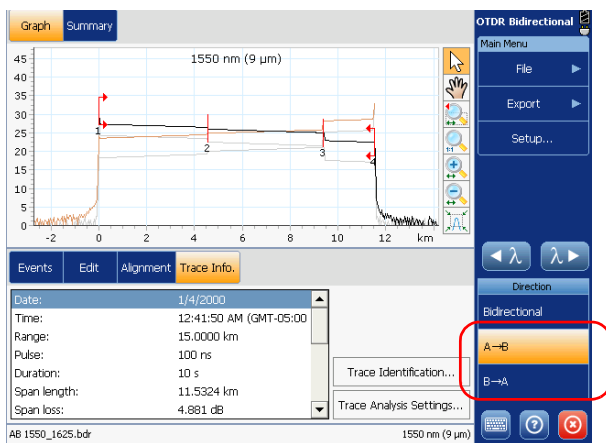 Graph
Summary
OTDR Bidirectional
Main Menu
File
Export
Setup...
1550 nm (9 µm)
45
40
35
30
25
20
15
10
5
0
-2 0 2 4 6 8 10 12 km
1
2
3
4
1:1
λ
λ
Direction
Bidirectional
A→B
B→A
Events
Edit
Alignment
Trace Info.
Date: 1/4/2000
Time: 12:41:50 AM (GMT-05:00
Range: 15.0000 km
Pulse: 100 ns
Duration: 10 s
Span length: 11.5324 km
Span loss: 4.881 dB
Trace Identification...
Trace Analysis Settings...
AB 1550_1625.bdr
1550 nm (9 µm)
?